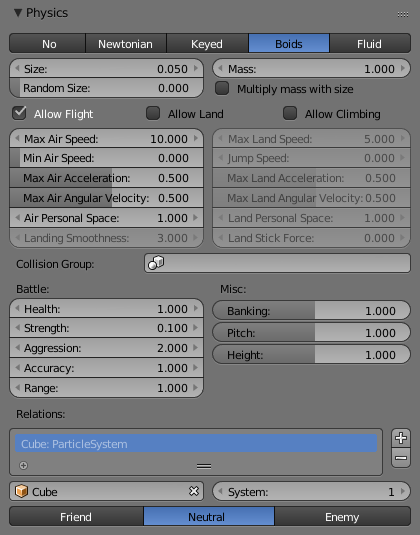 Physics
No Newtonian Keyed Boids Fluid
Size: 0.050 Mass: 1.000
Random Size: 0.000 Multiply mass with size
Allow Flight Allow Land Allow Climbing
Max Air Speed: 10.000 Max Land Speed: 5.000
Min Air Speed: 0.000 Jump Speed: 0.000
Max Air Acceleration: 0.500 Max Land Acceleration: 0.500
Max Air Angular Velocity: 0.500 Max Land Angular Velocity: 0.500
Air Personal Space: 1.000 Land Personal Space: 1.000
Landing Smoothness: 3.000 Land Stick Force: 0.000
Collision Group:
Battle: Misc:
Health: 1.000 Banking: 1.000
Strength: 0.100 Pitch: 1.000
Aggression: 2.000 Height: 1.000
Accuracy: 1.000
Range: 1.000
Relations:
Cube: ParticleSystem
Cube System: 1
Friend Neutral Enemy